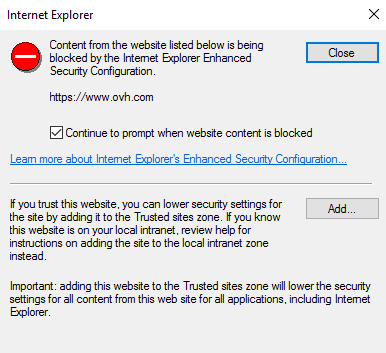 Internet Explorer
Content from the website listed below is being
blocked by the Internet Explorer Enhanced
Security Configuration.
Close
https://www.ovh.com
Continue to prompt when website content is blocked
Learn more about Internet Explorer's Enhanced Security Configuration...
If you trust this website, you can lower security settings for
the site by adding it to the Trusted sites zone. If you know
this website is on your local intranet, review help for
instructions on adding the site to the local intranet zone
instead.
Add...
Important: adding this website to the Trusted sites zone will lower the security
settings for all content from this web site for all applications, including Internet
Explorer.